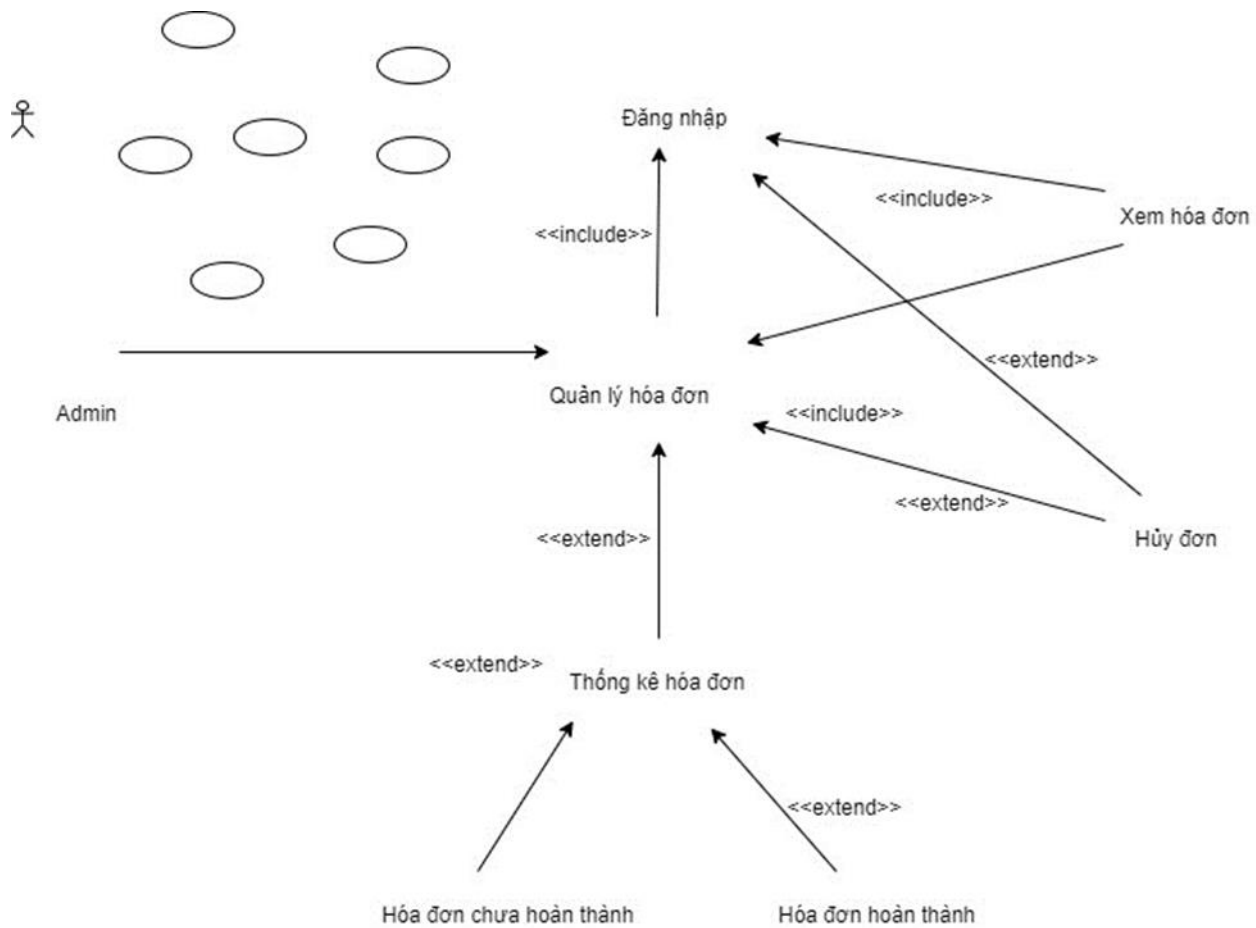 Đăng nhập
<<include>>
Xem hóa đơn
<<include>>
<<extend>>
Quản lý hóa đơn
Admin
<<include>>
<<extend>>
<<extend>>
Hủy đơn
<<extend>>
Thống kê hóa đơn
<<extend>>
Hóa đơn chưa hoàn thành
Hóa đơn hoàn thành